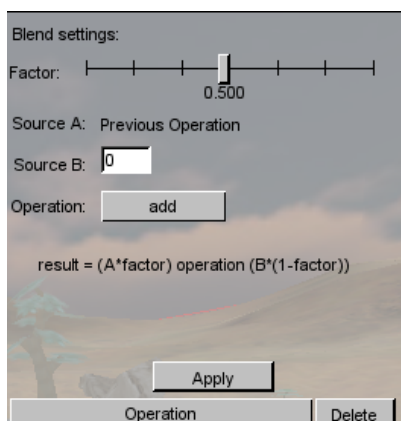 Blend settings:
Factor:
0.500
Source A: Previous Operation
Source B: 0
Operation: add
result = (A*factor) operation (B*(1-factor))
Apply
Operation Delete